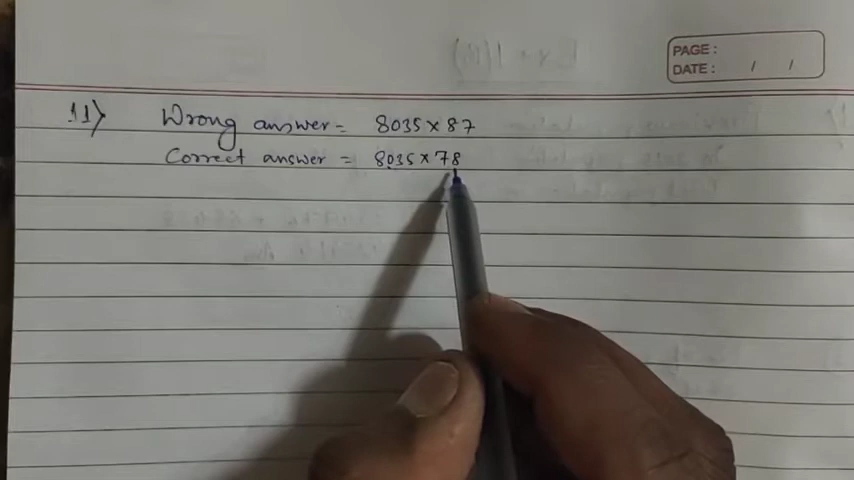 PAGE :
DATE : / /
11) Wrong answer = 8035 × 87
Correct answer = 8035 × 78